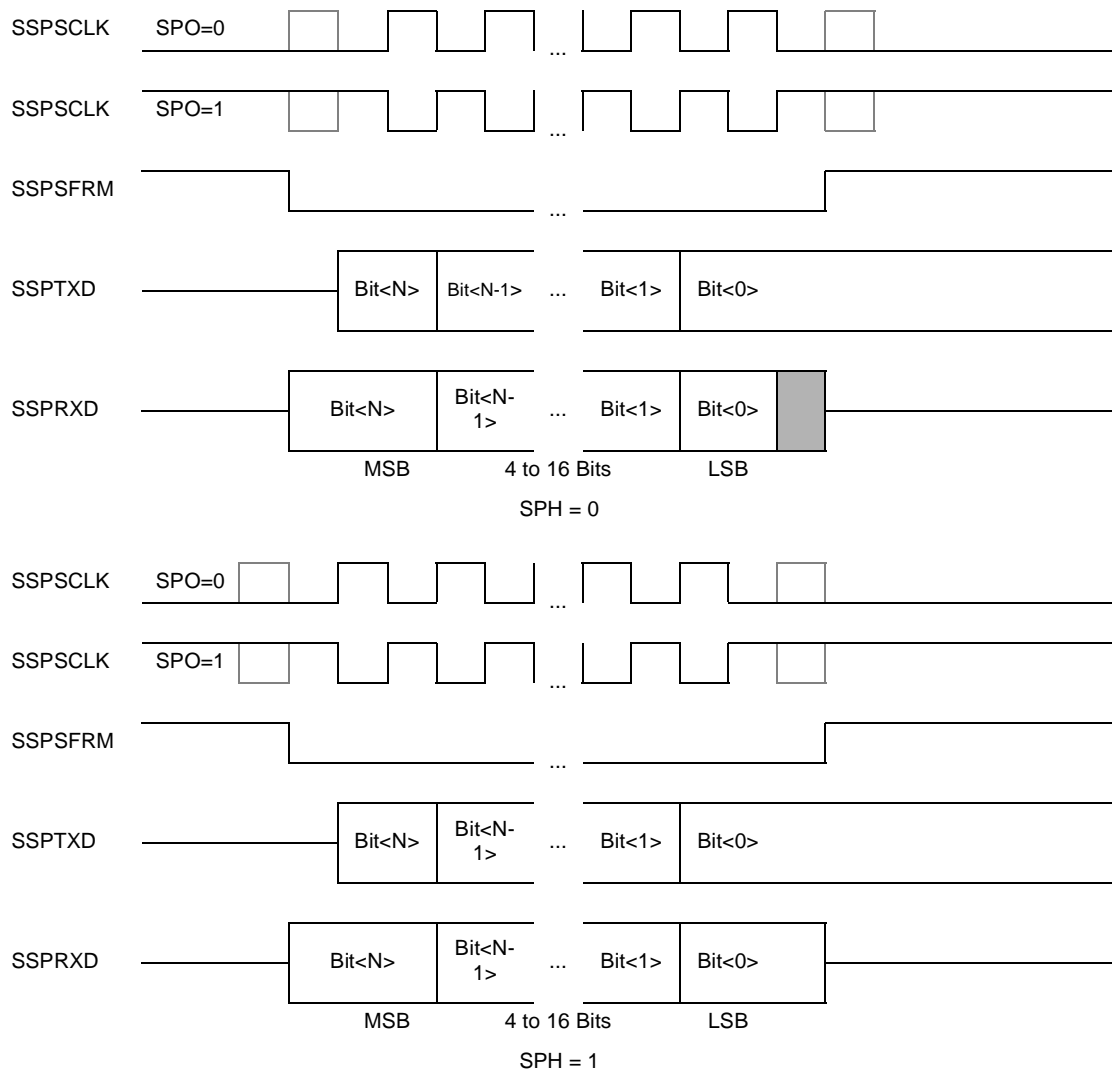 SSPSCLK SPO=0
...
SSPSCLK SPO=1
...
SSPSFRM
...
SSPTXD Bit<N> Bit<N-1> ... Bit<1> Bit<0>
SSPRXD Bit<N> Bit<N-
1> ... Bit<1> Bit<0>
MSB 4 to 16 Bits LSB
SPH = 0
SSPSCLK SPO=0
...
SSPSCLK SPO=1
...
SSPSFRM
...
SSPTXD Bit<N> Bit<N-
1> ... Bit<1> Bit<0>
SSPRXD Bit<N> Bit<N-
1> ... Bit<1> Bit<0>
MSB 4 to 16 Bits LSB
SPH = 1